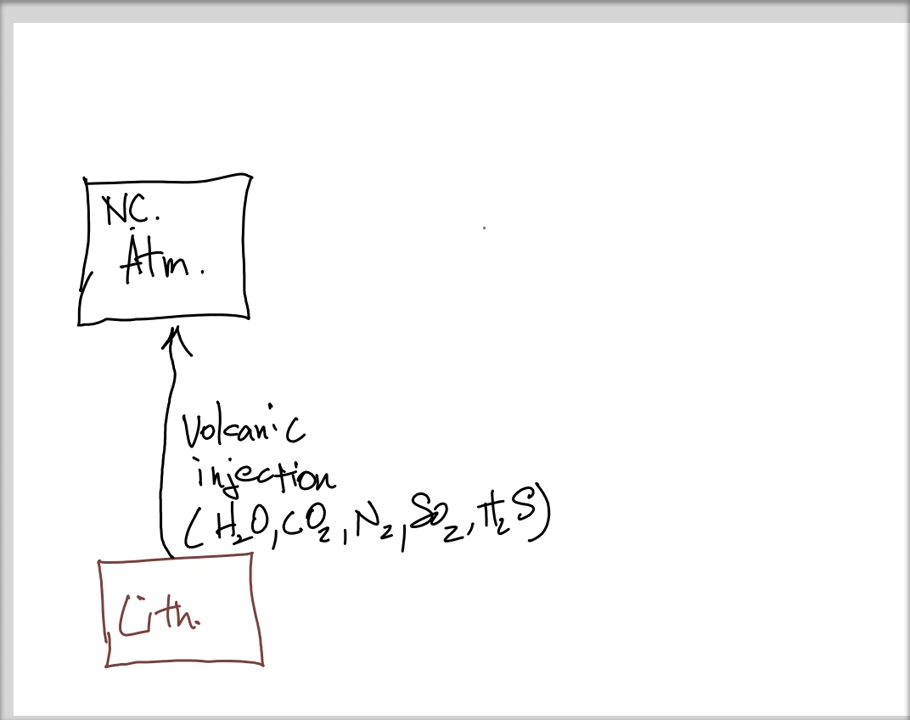 NC.
Atm.
Volcanic
injection
(H₂O, CO₂, N₂, SO₂, H₂S)
Lith.